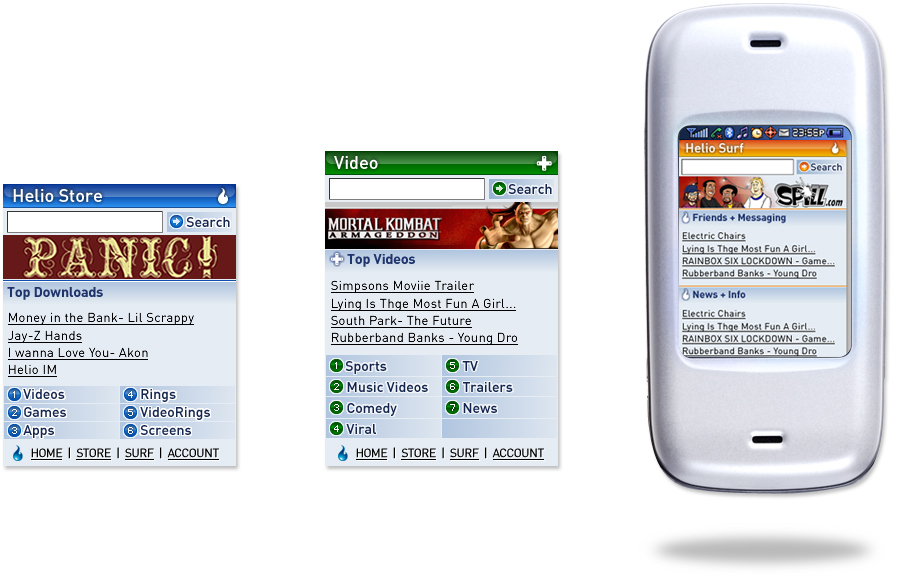 Helio Store
Search
PANIC!
Top Downloads
Money in the Bank- Lil Scrappy
Jay-Z Hands
I wanna Love You- Akon
Helio IM
1 Videos
4 Rings
2 Games
5 VideoRings
3 Apps
6 Screens
HOME | STORE | SURF | ACCOUNT
Video
Search
MORTAL KOMBAT
ARMAGEDDON
Top Videos
Simpsons Moviie Trailer
Lying Is Thge Most Fun A Girl...
South Park- The Future
Rubberband Banks - Young Dro
1 Sports
5 TV
2 Music Videos
6 Trailers
3 Comedy
7 News
4 Viral
HOME | STORE | SURF | ACCOUNT
23:55P
Helio Surf
Search
SPILL.com
Friends + Messaging
Electric Chairs
Lying Is Thge Most Fun A Girl...
RAINBOX SIX LOCKDOWN - Game...
Rubberband Banks - Young Dro
News + Info
Electric Chairs
Lying Is Thge Most Fun A Girl...
RAINBOX SIX LOCKDOWN - Game...
Rubberband Banks - Young Dro